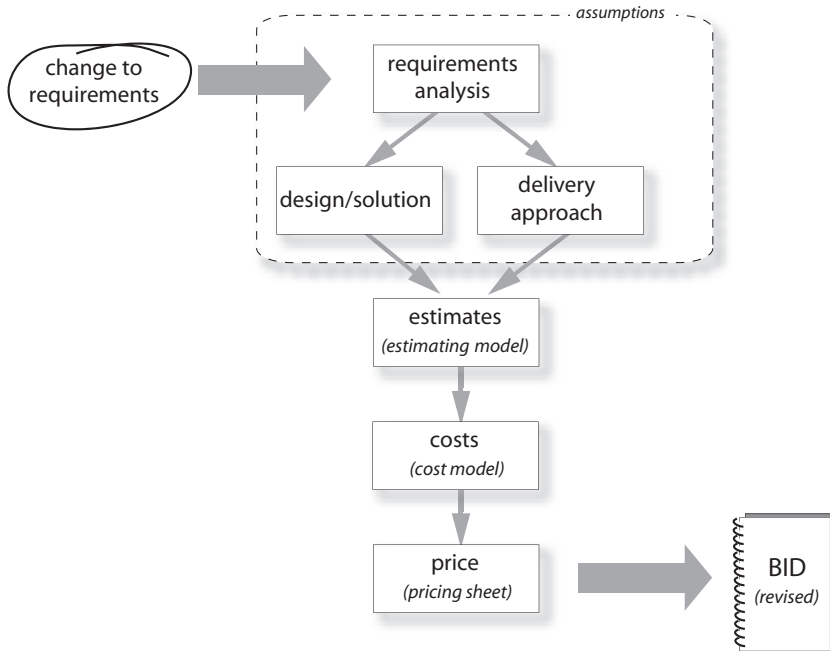 assumptions
change to
requirements
requirements
analysis
design/solution
delivery
approach
estimates
(estimating model)
costs
(cost model)
price
(pricing sheet)
BID
(revised)